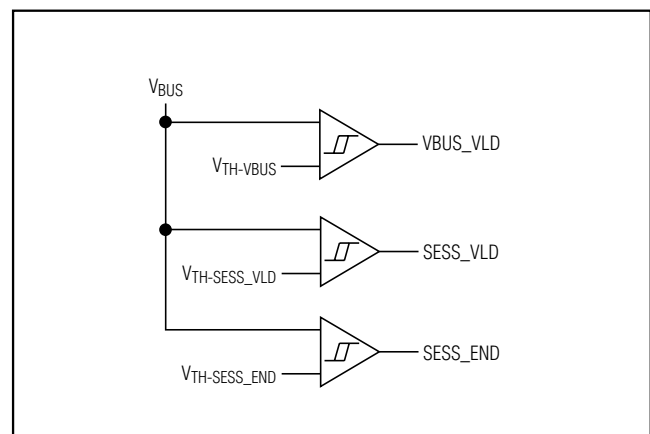 VBUS
VBUS_VLD
VTH-VBUS
SESS_VLD
VTH-SESS_VLD
SESS_END
VTH-SESS_END